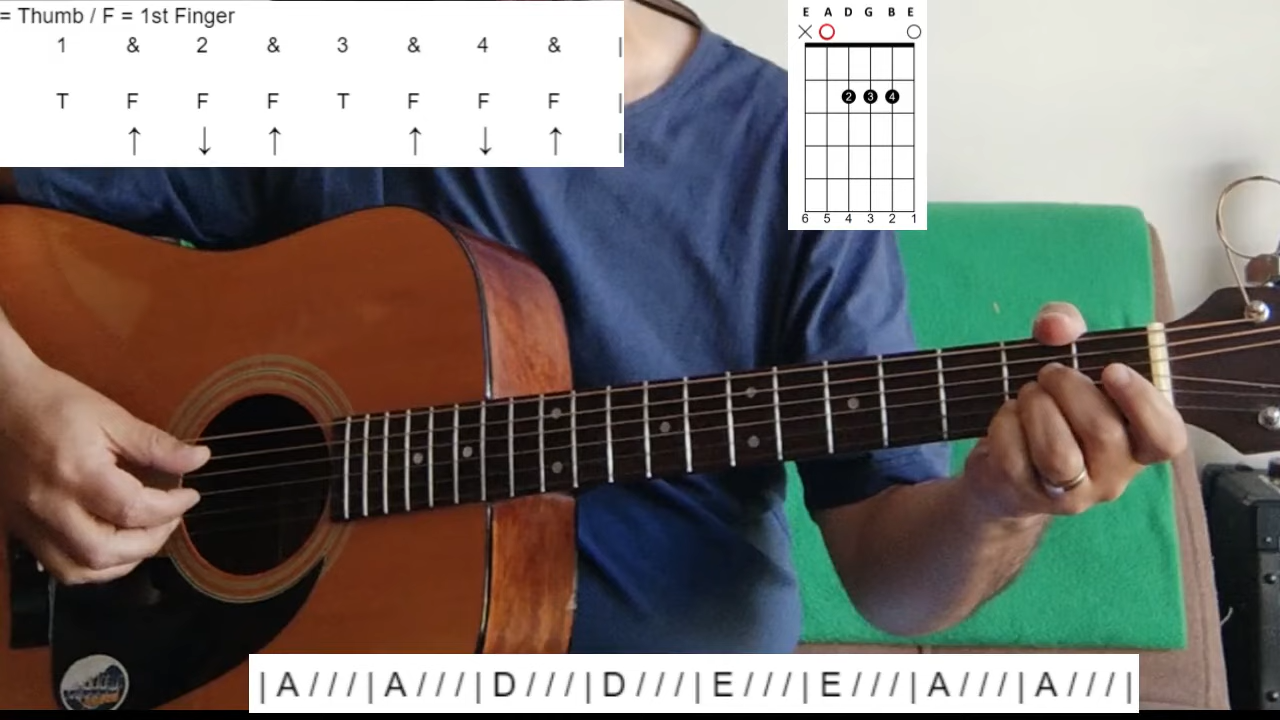 = Thumb / F = 1st Finger
1 & 2 & 3 & 4 & |
T F F F T F F F |
↑ ↓ ↑ ↑ ↓ ↑ |
E A D G B E
2 3 4
6 5 4 3 2 1
| A / / / | A / / / | D / / / | D / / / | E / / / | E / / / | A / / / | A / / / |